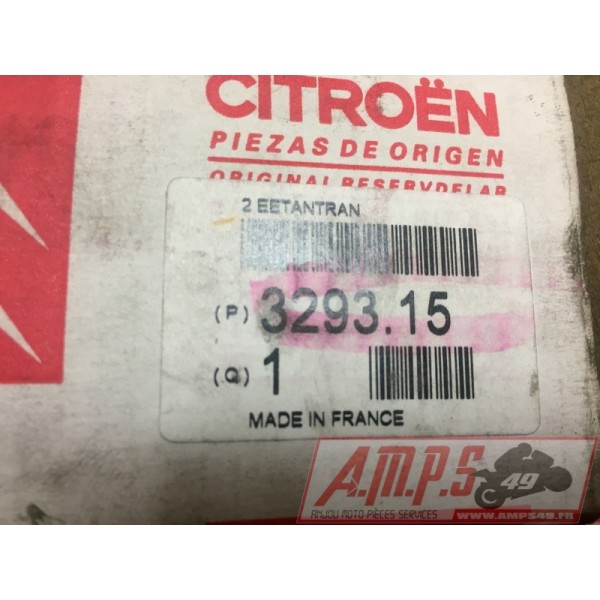 CITROËN
PIEZAS DE ORIGEN
ORIGINAL RESERVDELAR
2 EETANTRAN
(P) 3293.15
(Q) 1
MADE IN FRANCE
A.M.P.S 49
ANJOU MOTO PIÈCES SERVICES
WWW.AMPS49.FR